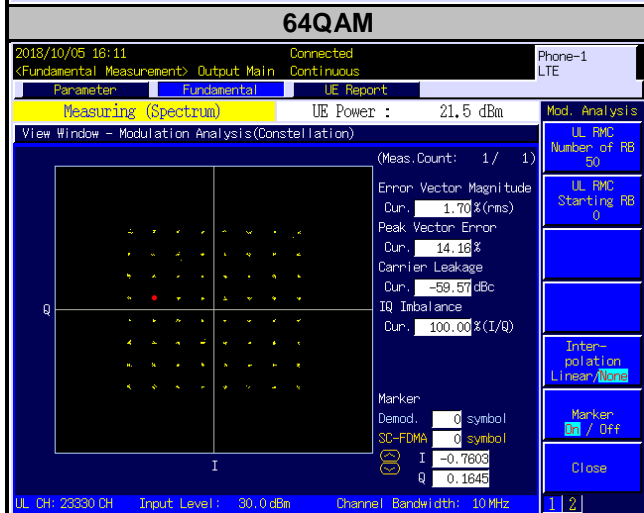 64QAM
2018/10/05 16:11 Connected Phone-1
<Fundamental Measurement> Output Main Continuous LTE
Parameter Fundamental UE Report
Measuring (Spectrum) UE Power : 21.5 dBm Mod. Analysis
View Window - Modulation Analysis(Constellation)
(Meas.Count: 1/ 1)
Error Vector Magnitude
Cur. 1.70 %(rms)
Peak Vector Error
Cur. 14.16 %
Carrier Leakage
Cur. -59.57 dBc
IQ Imbalance
Cur. 100.00 %(I/Q)
Q
I
Marker
Demod. 0 symbol
SC-FDMA 0 symbol
I -0.7603
Q 0.1645
UL RMC
Number of RB
50
UL RMC
Starting RB
0
Inter-
polation
Linear/None
Marker
On / Off
Close
UL CH: 23330 CH Input Level: 30.0 dBm Channel Bandwidth: 10 MHz 1 2